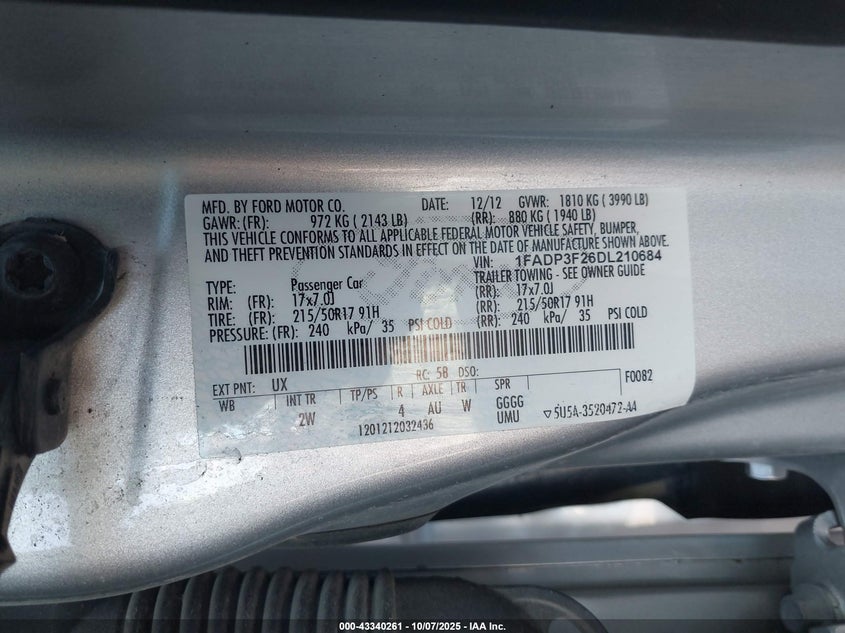 MFD. BY FORD MOTOR CO. DATE: 12/12 GVWR: 1810 KG ( 3990 LB)
GAWR: (FR): 972 KG ( 2143 LB) (RR): 880 KG ( 1940 LB)
THIS VEHICLE CONFORMS TO ALL APPLICABLE FEDERAL MOTOR VEHICLE SAFETY, BUMPER,
AND THEFT PREVENTION STANDARDS IN EFFECT ON THE DATE OF MANUFACTURE SHOWN ABOVE.
VIN: 1FADP3F26DL210684
TYPE: Passenger Car TRAILER TOWING - SEE OWNER GUIDE
RIM: (FR): 17x7.0J (RR): 17x7.0J
TIRE: (FR): 215/50R17 91H (RR): 215/50R17 91H
PRESSURE: (FR): 240 kPa/ 35 PSI COLD (RR): 240 kPa/ 35 PSI COLD
EXT PNT: UX RC: 58 DSO: F0082
WB INT TR TP/PS R AXLE TR SPR
2W 4 AU W GGGG
UMU 5U5A-3520472-AA
1201212032436
000-43340261 - 10/07/2025 - IAA Inc.